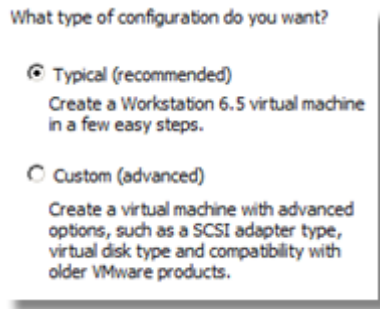 What type of configuration do you want?
Typical (recommended)
Create a Workstation 6.5 virtual machine
in a few easy steps.
Custom (advanced)
Create a virtual machine with advanced
options, such as a SCSI adapter type,
virtual disk type and compatibility with
older VMware products.